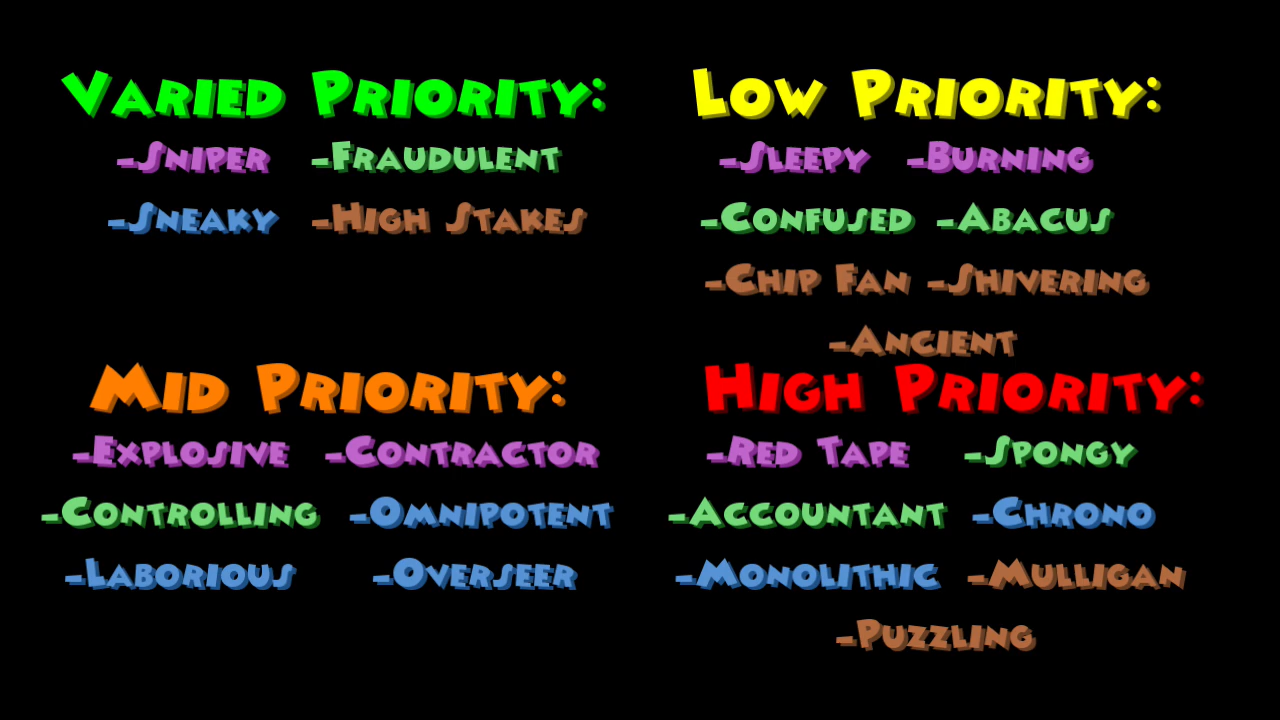 Varied Priority:
-Sniper -Fraudulent
-Sneaky -High Stakes
Low Priority:
-Sleepy -Burning
-Confused -Abacus
-Chip Fan -Shivering
-Ancient
Mid Priority:
-Explosive -Contractor
-Controlling -Omnipotent
-Laborious -Overseer
High Priority:
-Red Tape -Spongy
-Accountant -Chrono
-Monolithic -Mulligan
-Puzzling